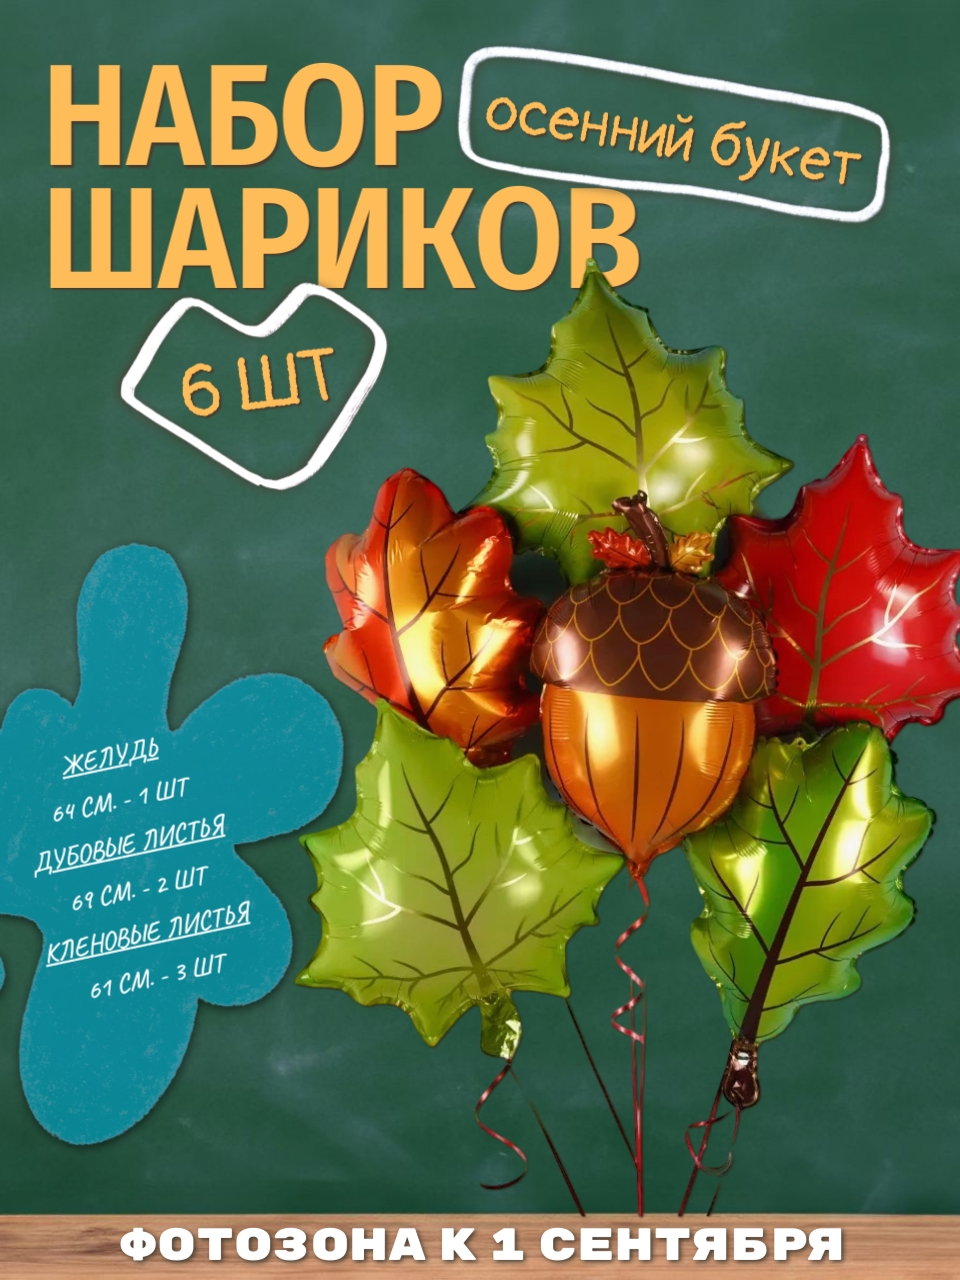 НАБОР
осенний букет
ШАРИКОВ
6 ШТ
ЖЕЛУДЬ
64 СМ. - 1 ШТ
ДУБОВЫЕ ЛИСТЬЯ
69 СМ. - 2 ШТ
КЛЕНОВЫЕ ЛИСТЬЯ
61 СМ. - 3 ШТ
ФОТОЗОНА К 1 СЕНТЯБРЯ